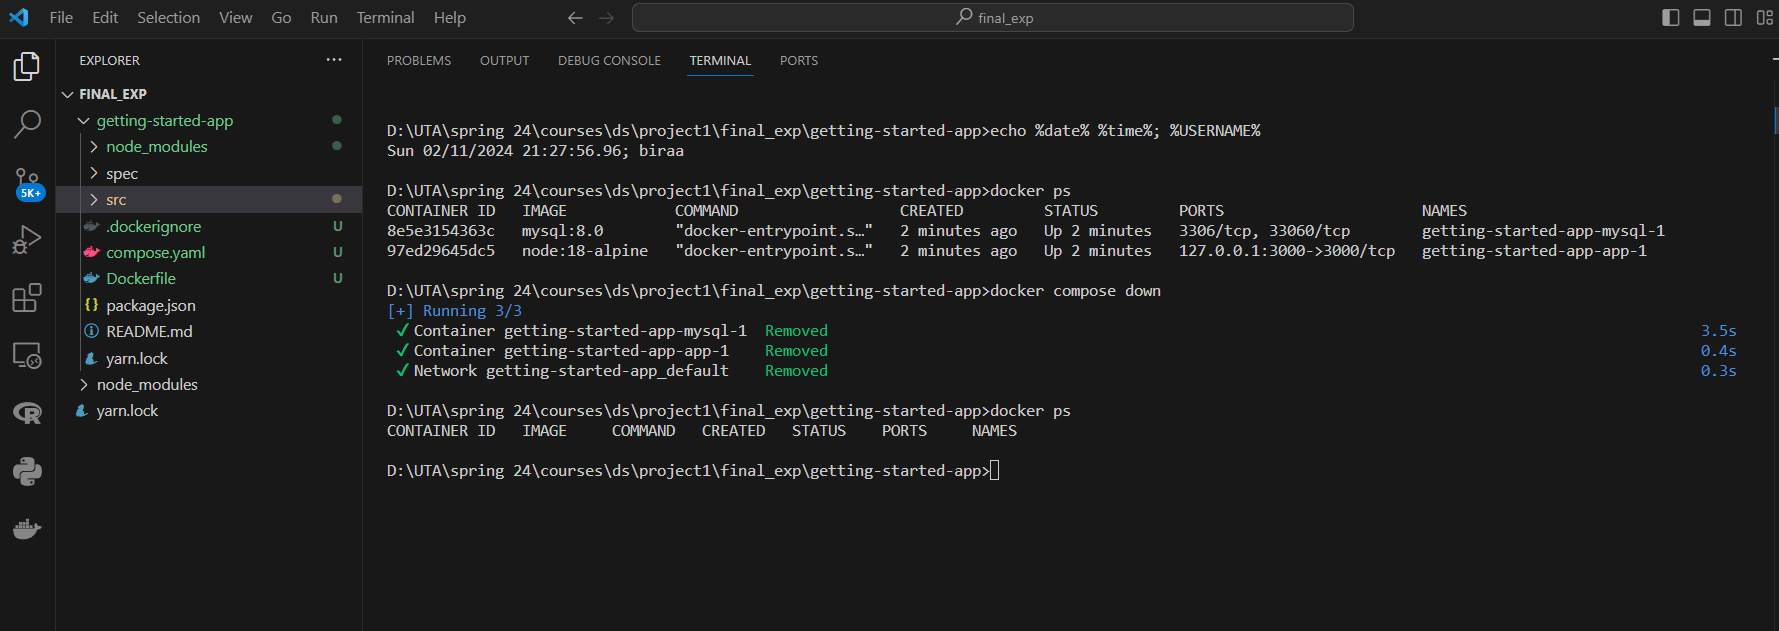 File Edit Selection View Go Run Terminal Help
final_exp
EXPLORER ···
FINAL_EXP
getting-started-app
node_modules
spec
src
.dockerignore U
compose.yaml U
Dockerfile U
package.json
README.md
yarn.lock
node_modules
yarn.lock
5K+
PROBLEMS OUTPUT DEBUG CONSOLE TERMINAL PORTS
D:\UTA\spring 24\courses\ds\project1\final_exp\getting-started-app>echo %date% %time%; %USERNAME%
Sun 02/11/2024 21:27:56.96; biraa
D:\UTA\spring 24\courses\ds\project1\final_exp\getting-started-app>docker ps
CONTAINER ID IMAGE COMMAND CREATED STATUS PORTS NAMES
8e5e3154363c mysql:8.0 "docker-entrypoint.s…" 2 minutes ago Up 2 minutes 3306/tcp, 33060/tcp getting-started-app-mysql-1
97ed29645dc5 node:18-alpine "docker-entrypoint.s…" 2 minutes ago Up 2 minutes 127.0.0.1:3000->3000/tcp getting-started-app-app-1
D:\UTA\spring 24\courses\ds\project1\final_exp\getting-started-app>docker compose down
[+] Running 3/3
✓ Container getting-started-app-mysql-1 Removed 3.5s
✓ Container getting-started-app-app-1 Removed 0.4s
✓ Network getting-started-app_default Removed 0.3s
D:\UTA\spring 24\courses\ds\project1\final_exp\getting-started-app>docker ps
CONTAINER ID IMAGE COMMAND CREATED STATUS PORTS NAMES
D:\UTA\spring 24\courses\ds\project1\final_exp\getting-started-app>